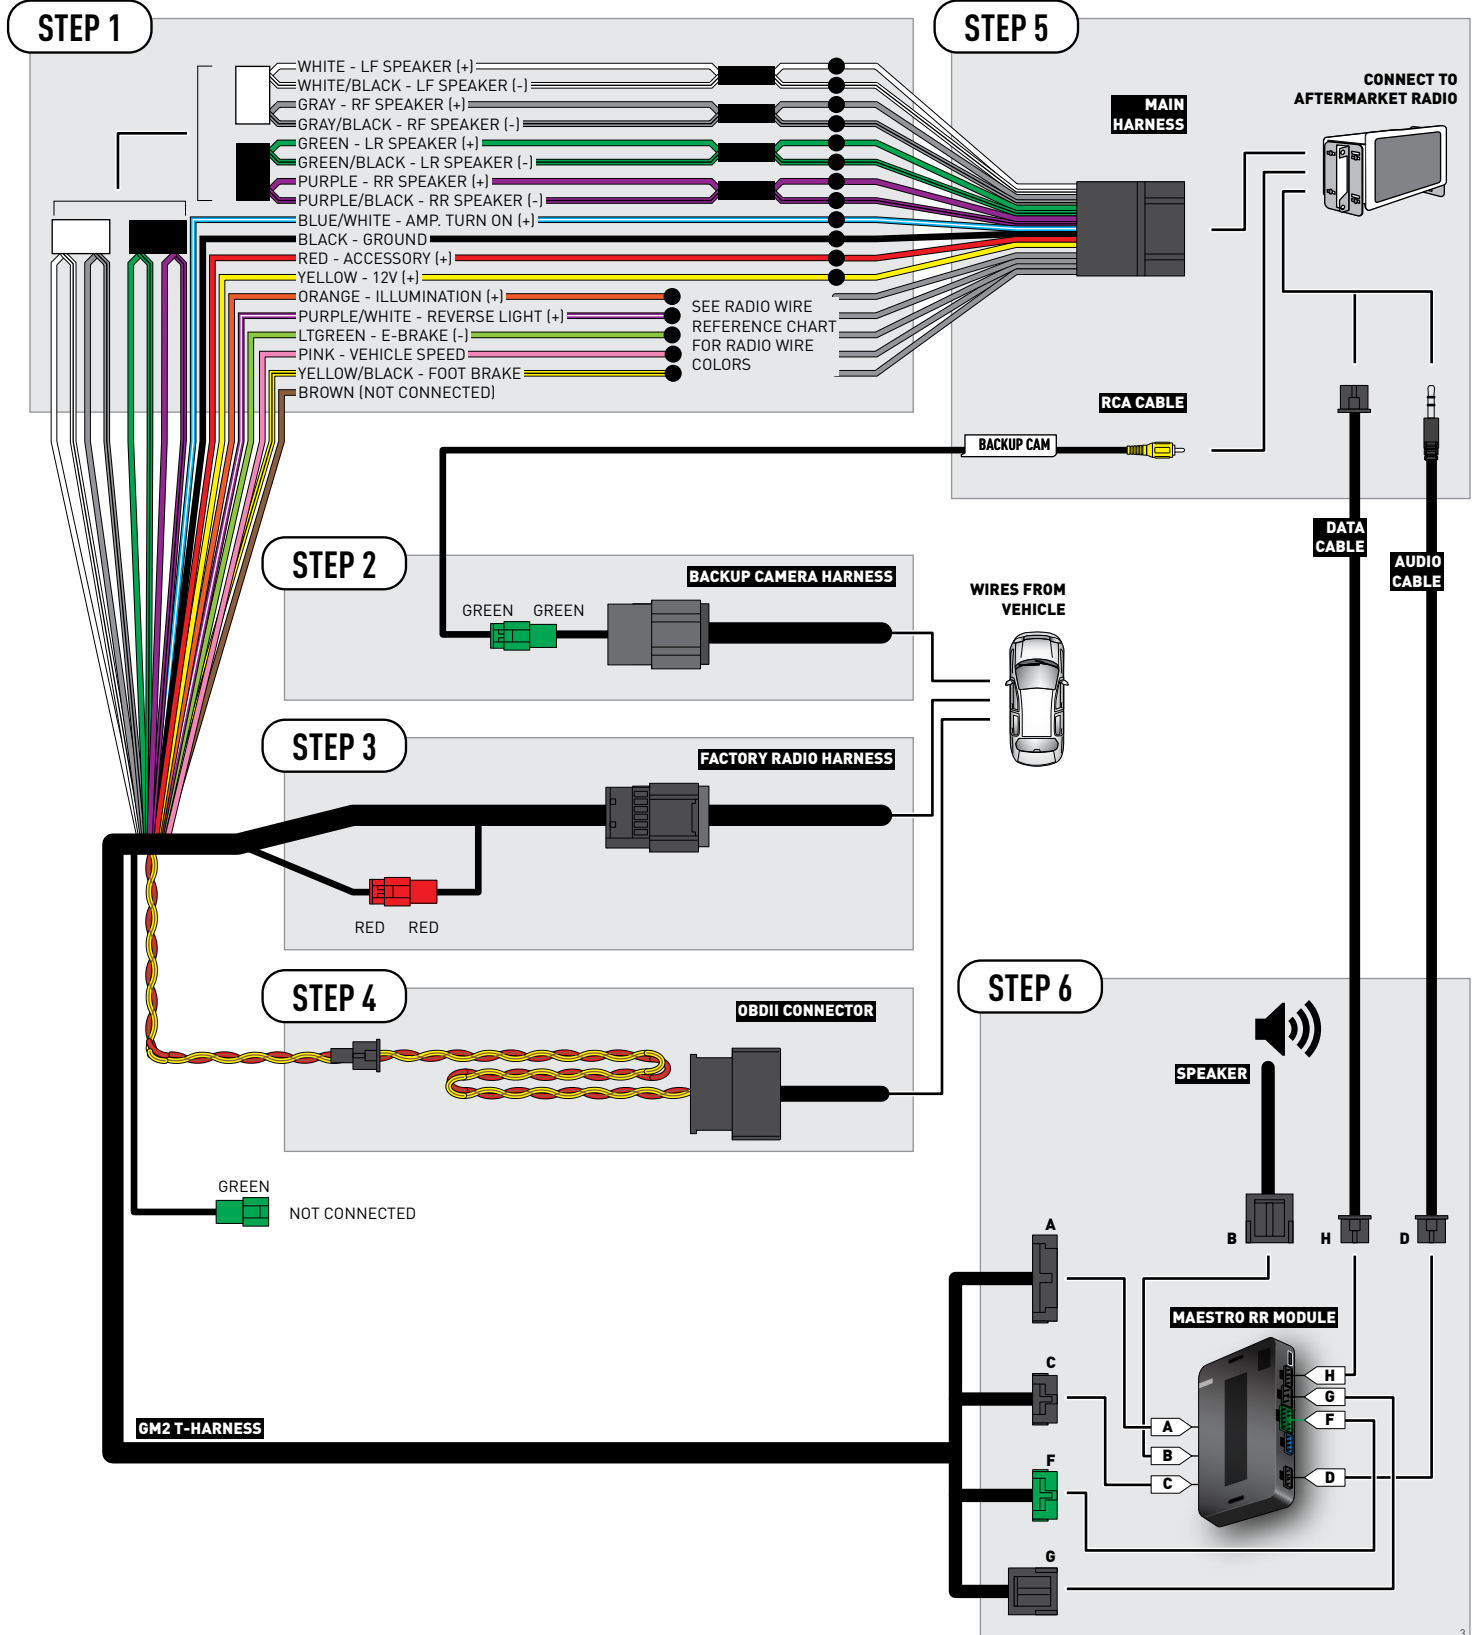 STEP 1
WHITE - LF SPEAKER (+)
WHITE/BLACK - LF SPEAKER (-)
GRAY - RF SPEAKER (+)
GRAY/BLACK - RF SPEAKER (-)
GREEN - LR SPEAKER (+)
GREEN/BLACK - LR SPEAKER (-)
PURPLE - RR SPEAKER (+)
PURPLE/BLACK - RR SPEAKER (-)
BLUE/WHITE - AMP. TURN ON (+)
BLACK - GROUND
RED - ACCESSORY (+)
YELLOW - 12V (+)
ORANGE - ILLUMINATION (+)
PURPLE/WHITE - REVERSE LIGHT (+)
LTGREEN - E-BRAKE (-)
PINK - VEHICLE SPEED
YELLOW/BLACK - FOOT BRAKE
BROWN (NOT CONNECTED)
SEE RADIO WIRE
REFERENCE CHART
FOR RADIO WIRE
COLORS
STEP 5
MAIN
HARNESS
CONNECT TO
AFTERMARKET RADIO
RCA CABLE
BACKUP CAM
DATA
CABLE
AUDIO
CABLE
STEP 2
BACKUP CAMERA HARNESS
GREEN GREEN
WIRES FROM
VEHICLE
STEP 3
FACTORY RADIO HARNESS
RED RED
STEP 4
OBDII CONNECTOR
GREEN
NOT CONNECTED
GM2 T-HARNESS
STEP 6
SPEAKER
B
H
D
A
C
F
G
MAESTRO RR MODULE
A
B
C
H
G
F
D
3